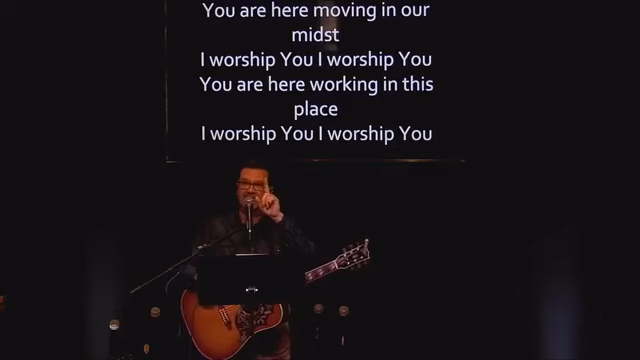 You are here moving in our
midst
I worship You I worship You
You are here working in this
place
I worship You I worship You